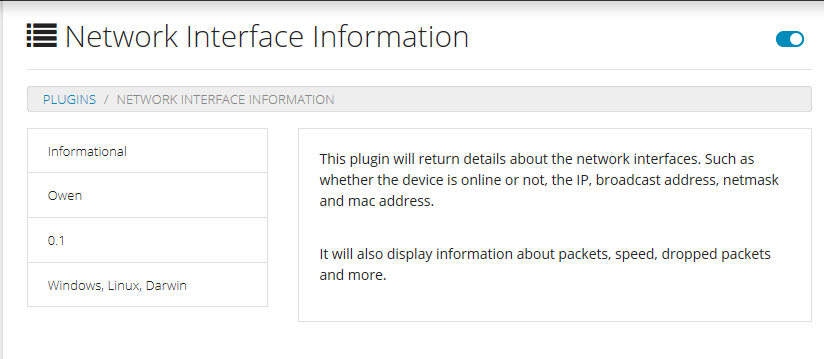 Network Interface Information
PLUGINS / NETWORK INTERFACE INFORMATION
Informational
Owen
0.1
Windows, Linux, Darwin
This plugin will return details about the network interfaces. Such as
whether the device is online or not, the IP, broadcast address, netmask
and mac address.
It will also display information about packets, speed, dropped packets
and more.